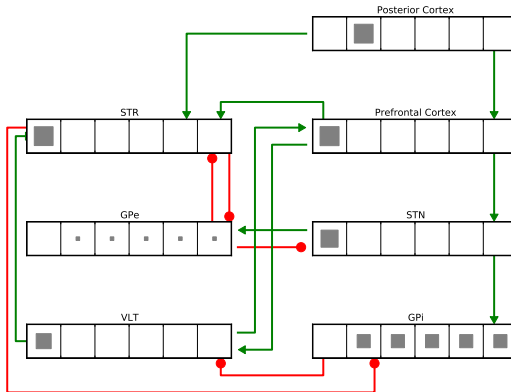 Posterior Cortex
STR
Prefrontal Cortex
GPe
STN
VLT
GPi